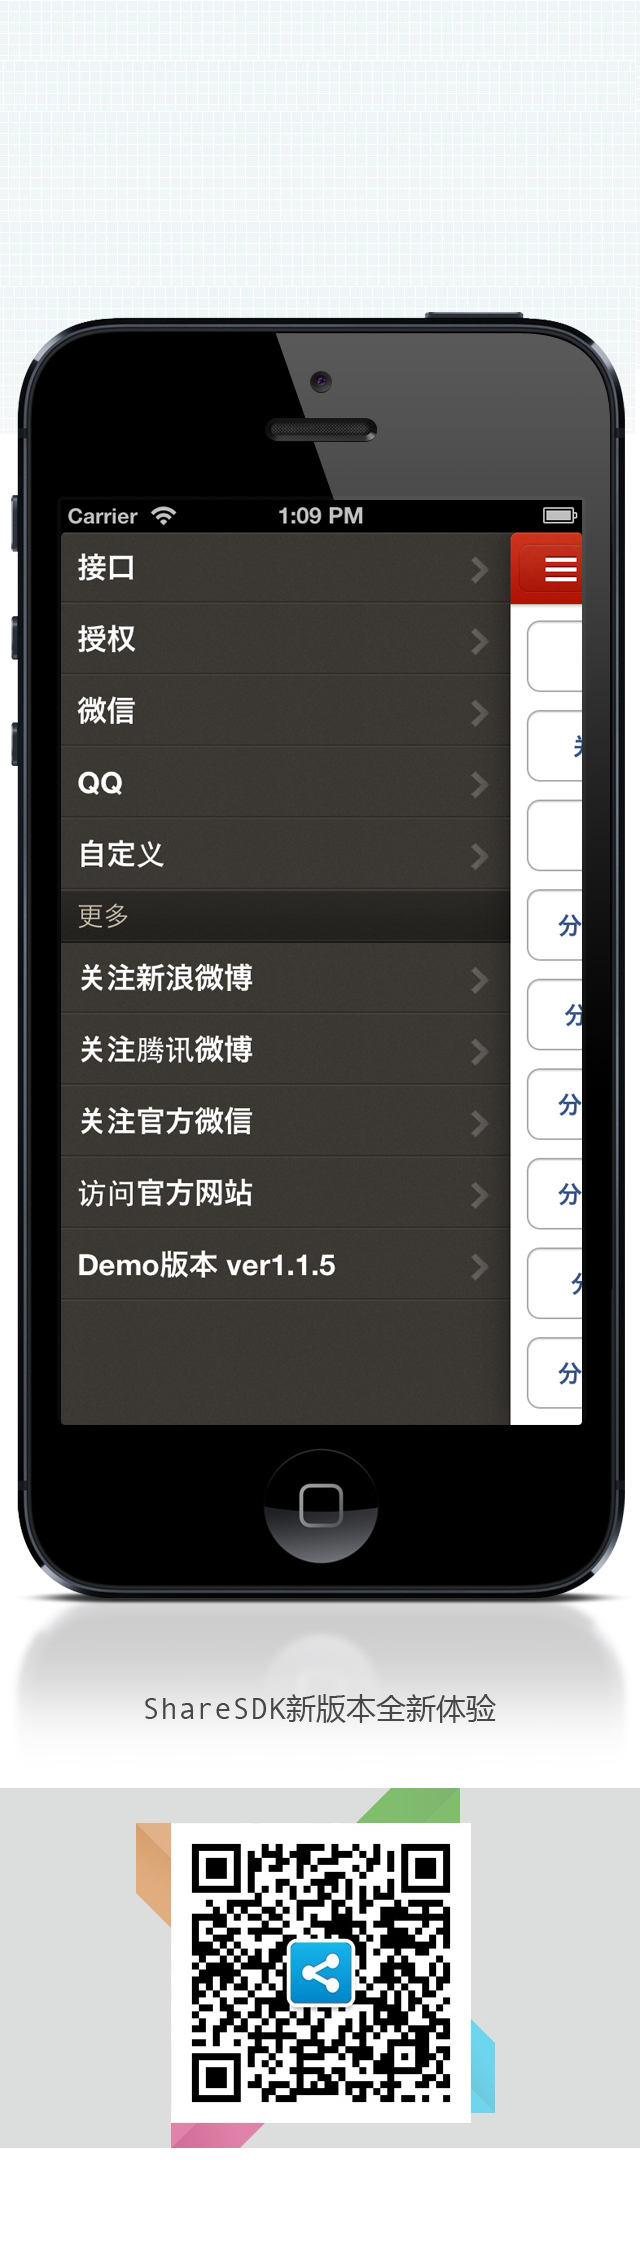 Carrier 1:09 PM
接口
授权
微信
QQ
自定义
更多
关注新浪微博
关注腾讯微博
关注官方微信
访问官方网站
Demo版本 ver1.1.5
分
分
分
分
分
分
ShareSDK新版本全新体验